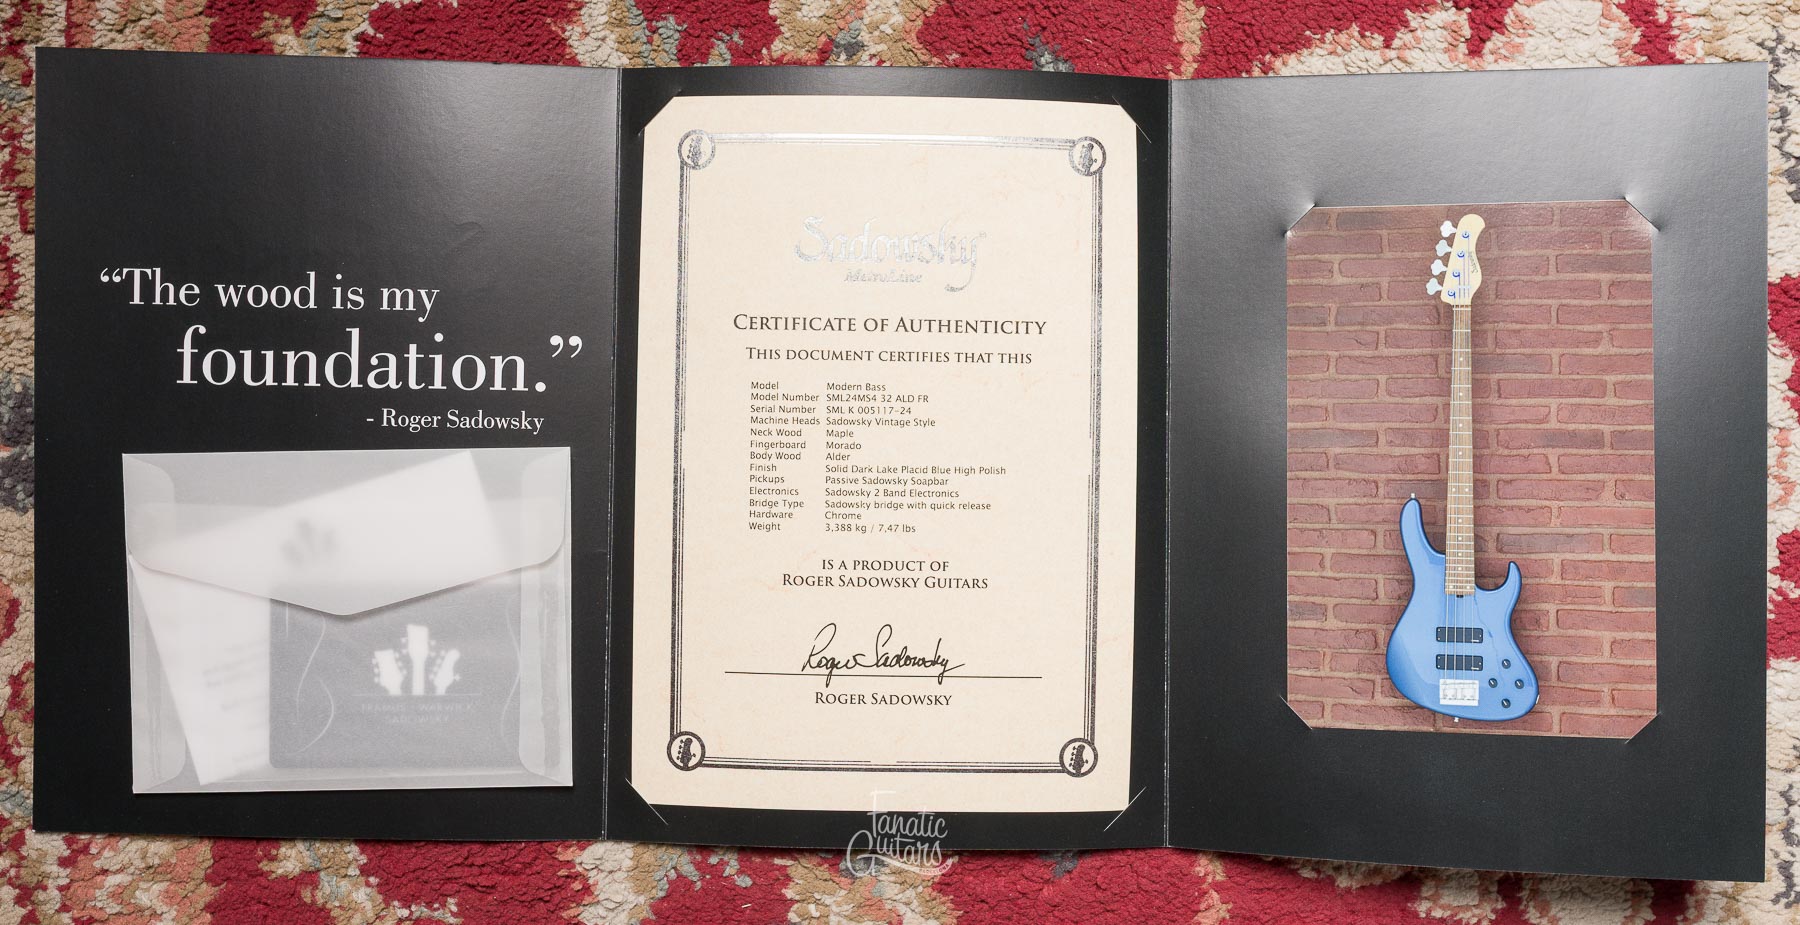 “The wood is my
foundation.”
- Roger Sadowsky
FRAMUS · WARWICK
SADOWSKY
Sadowsky
MetroLine
CERTIFICATE OF AUTHENTICITY
THIS DOCUMENT CERTIFIES THAT THIS
Model Modern Bass
Model Number SML24MS4 32 ALD FR
Serial Number SML K 005117-24
Machine Heads Sadowsky Vintage Style
Neck Wood Maple
Fingerboard Morado
Body Wood Alder
Finish Solid Dark Lake Placid Blue High Polish
Pickups Passive Sadowsky Soapbar
Electronics Sadowsky 2 Band Electronics
Bridge Type Sadowsky bridge with quick release
Hardware Chrome
Weight 3,388 kg / 7,47 lbs
IS A PRODUCT OF
ROGER SADOWSKY GUITARS
Roger Sadowsky
ROGER SADOWSKY
Sadowsky
Fanatic
Guitars